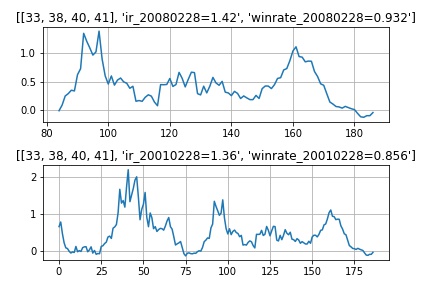 [[33, 38, 40, 41], 'ir_20080228=1.42', 'winrate_20080228=0.932']
1.0
0.5
0.0
80 100 120 140 160 180
[[33, 38, 40, 41], 'ir_20010228=1.36', 'winrate_20010228=0.856']
2
1
0
0 25 50 75 100 125 150 175